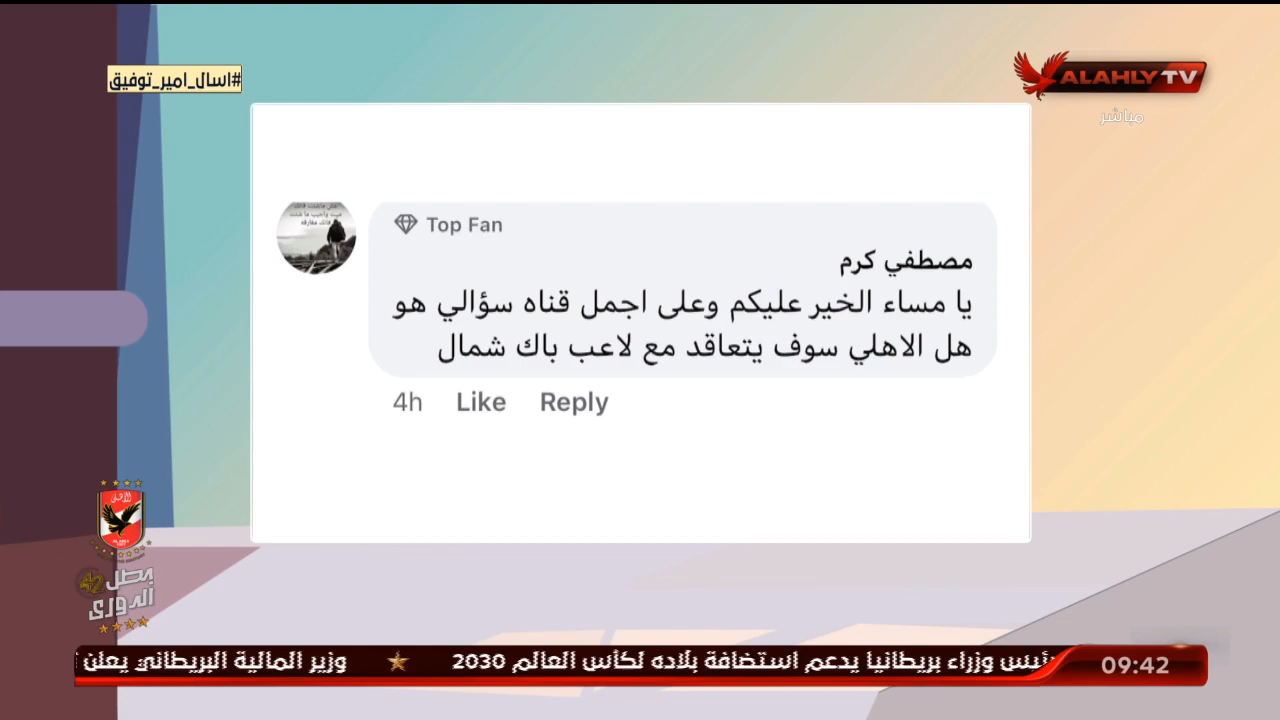 #اسال_امير_توفيق
ALAHLY TV
مباشر
Top Fan
مصطفي كرم
يا مساء الخير عليكم وعلى اجمل قناه سؤالي هو
هل الاهلي سوف يتعاقد مع لاعب باك شمال
4h Like Reply
بطل
الدورى
42
رئيس وزراء بريطانيا يدعم استضافة بلاده لكأس العالم 2030 وزير المالية البريطاني يعلن
09:42